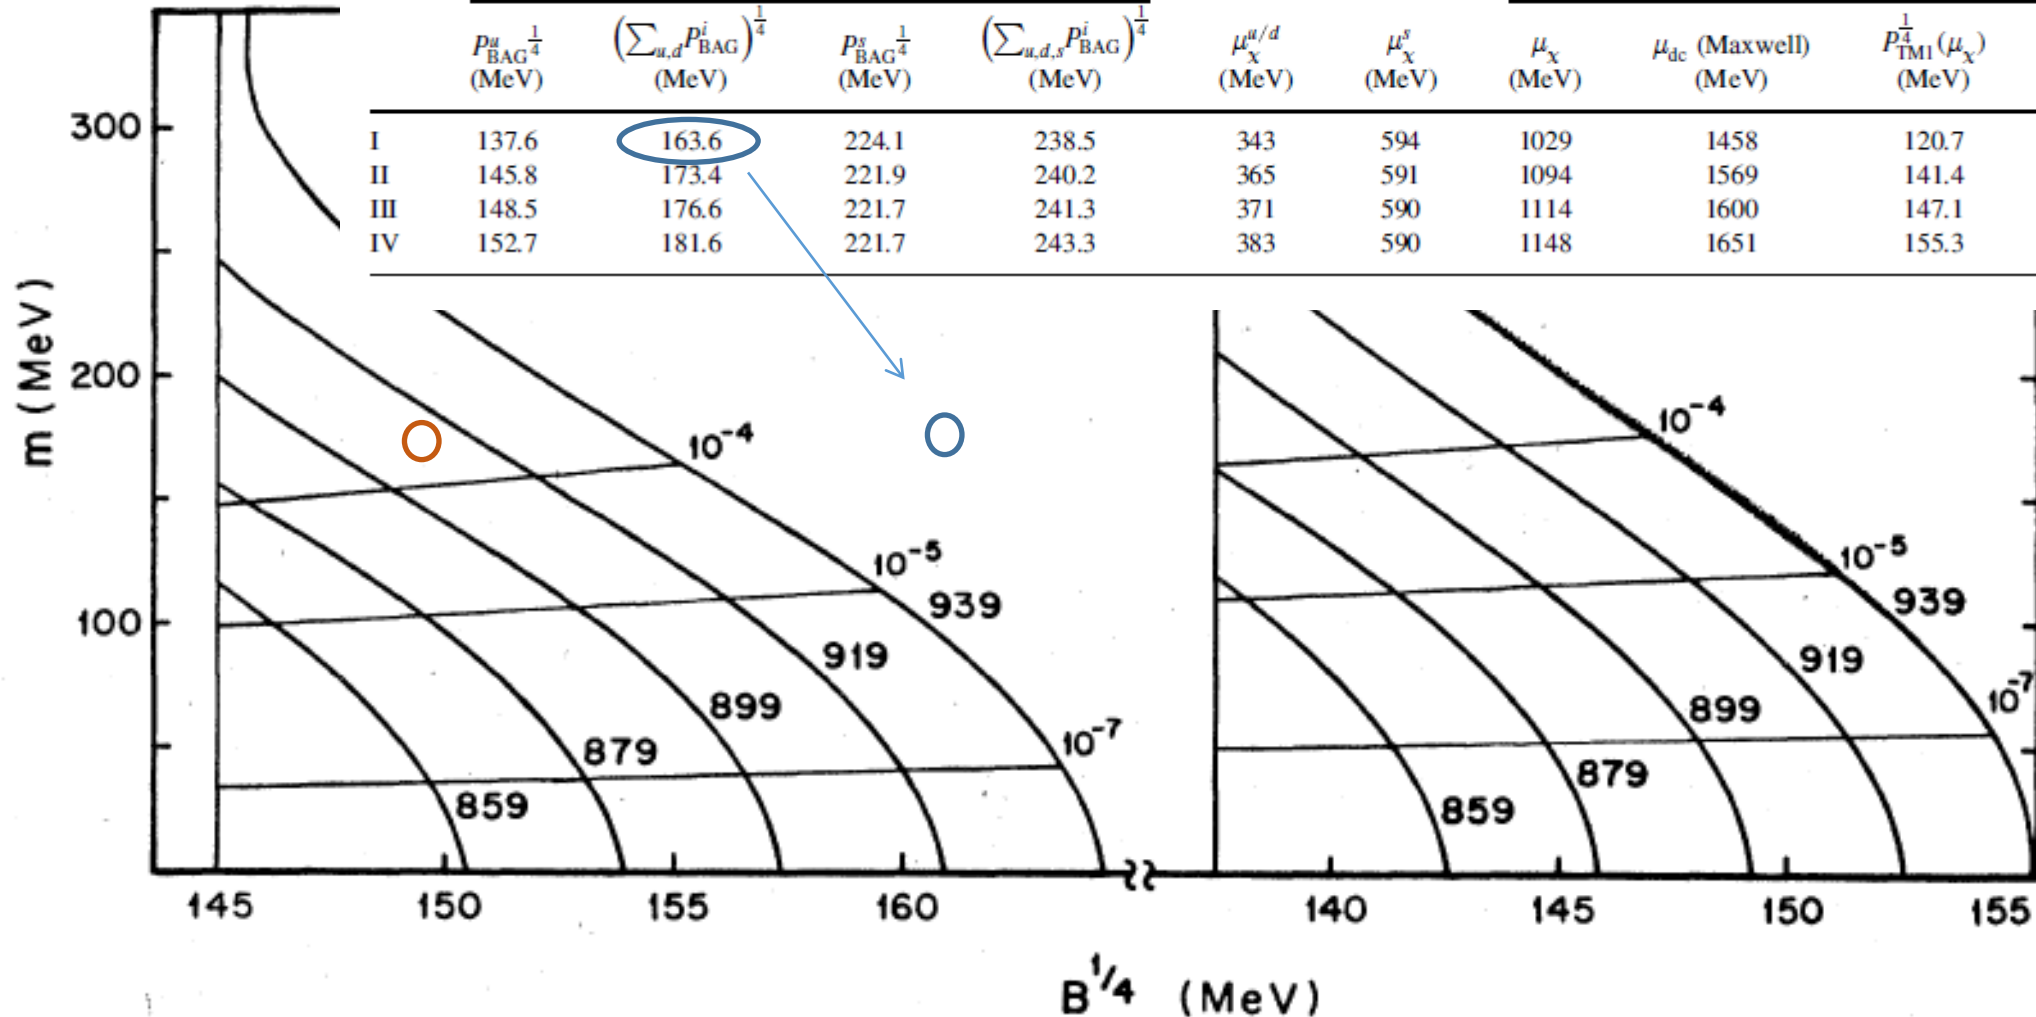 P^u_BAG^1/4 (∑_u,d P^i_BAG)^1/4 P^s_BAG^1/4 (∑_u,d,s P^i_BAG)^1/4 μ_χ^u/d μ_χ^s μ_χ μ_dc (Maxwell) P_TM1^1/4(μ_χ)
(MeV) (MeV) (MeV) (MeV) (MeV) (MeV) (MeV) (MeV) (MeV)
I 137.6 163.6 224.1 238.5 343 594 1029 1458 120.7
II 145.8 173.4 221.9 240.2 365 591 1094 1569 141.4
III 148.5 176.6 221.7 241.3 371 590 1114 1600 147.1
IV 152.7 181.6 221.7 243.3 383 590 1148 1651 155.3
m (MeV)
300
200
100
10^-4
10^-5
939
919
899
10^-7
879
859
10^-4
10^-5
939
919
10^-7
899
879
859
145 150 155 160 140 145 150 155
B^1/4 (MeV)